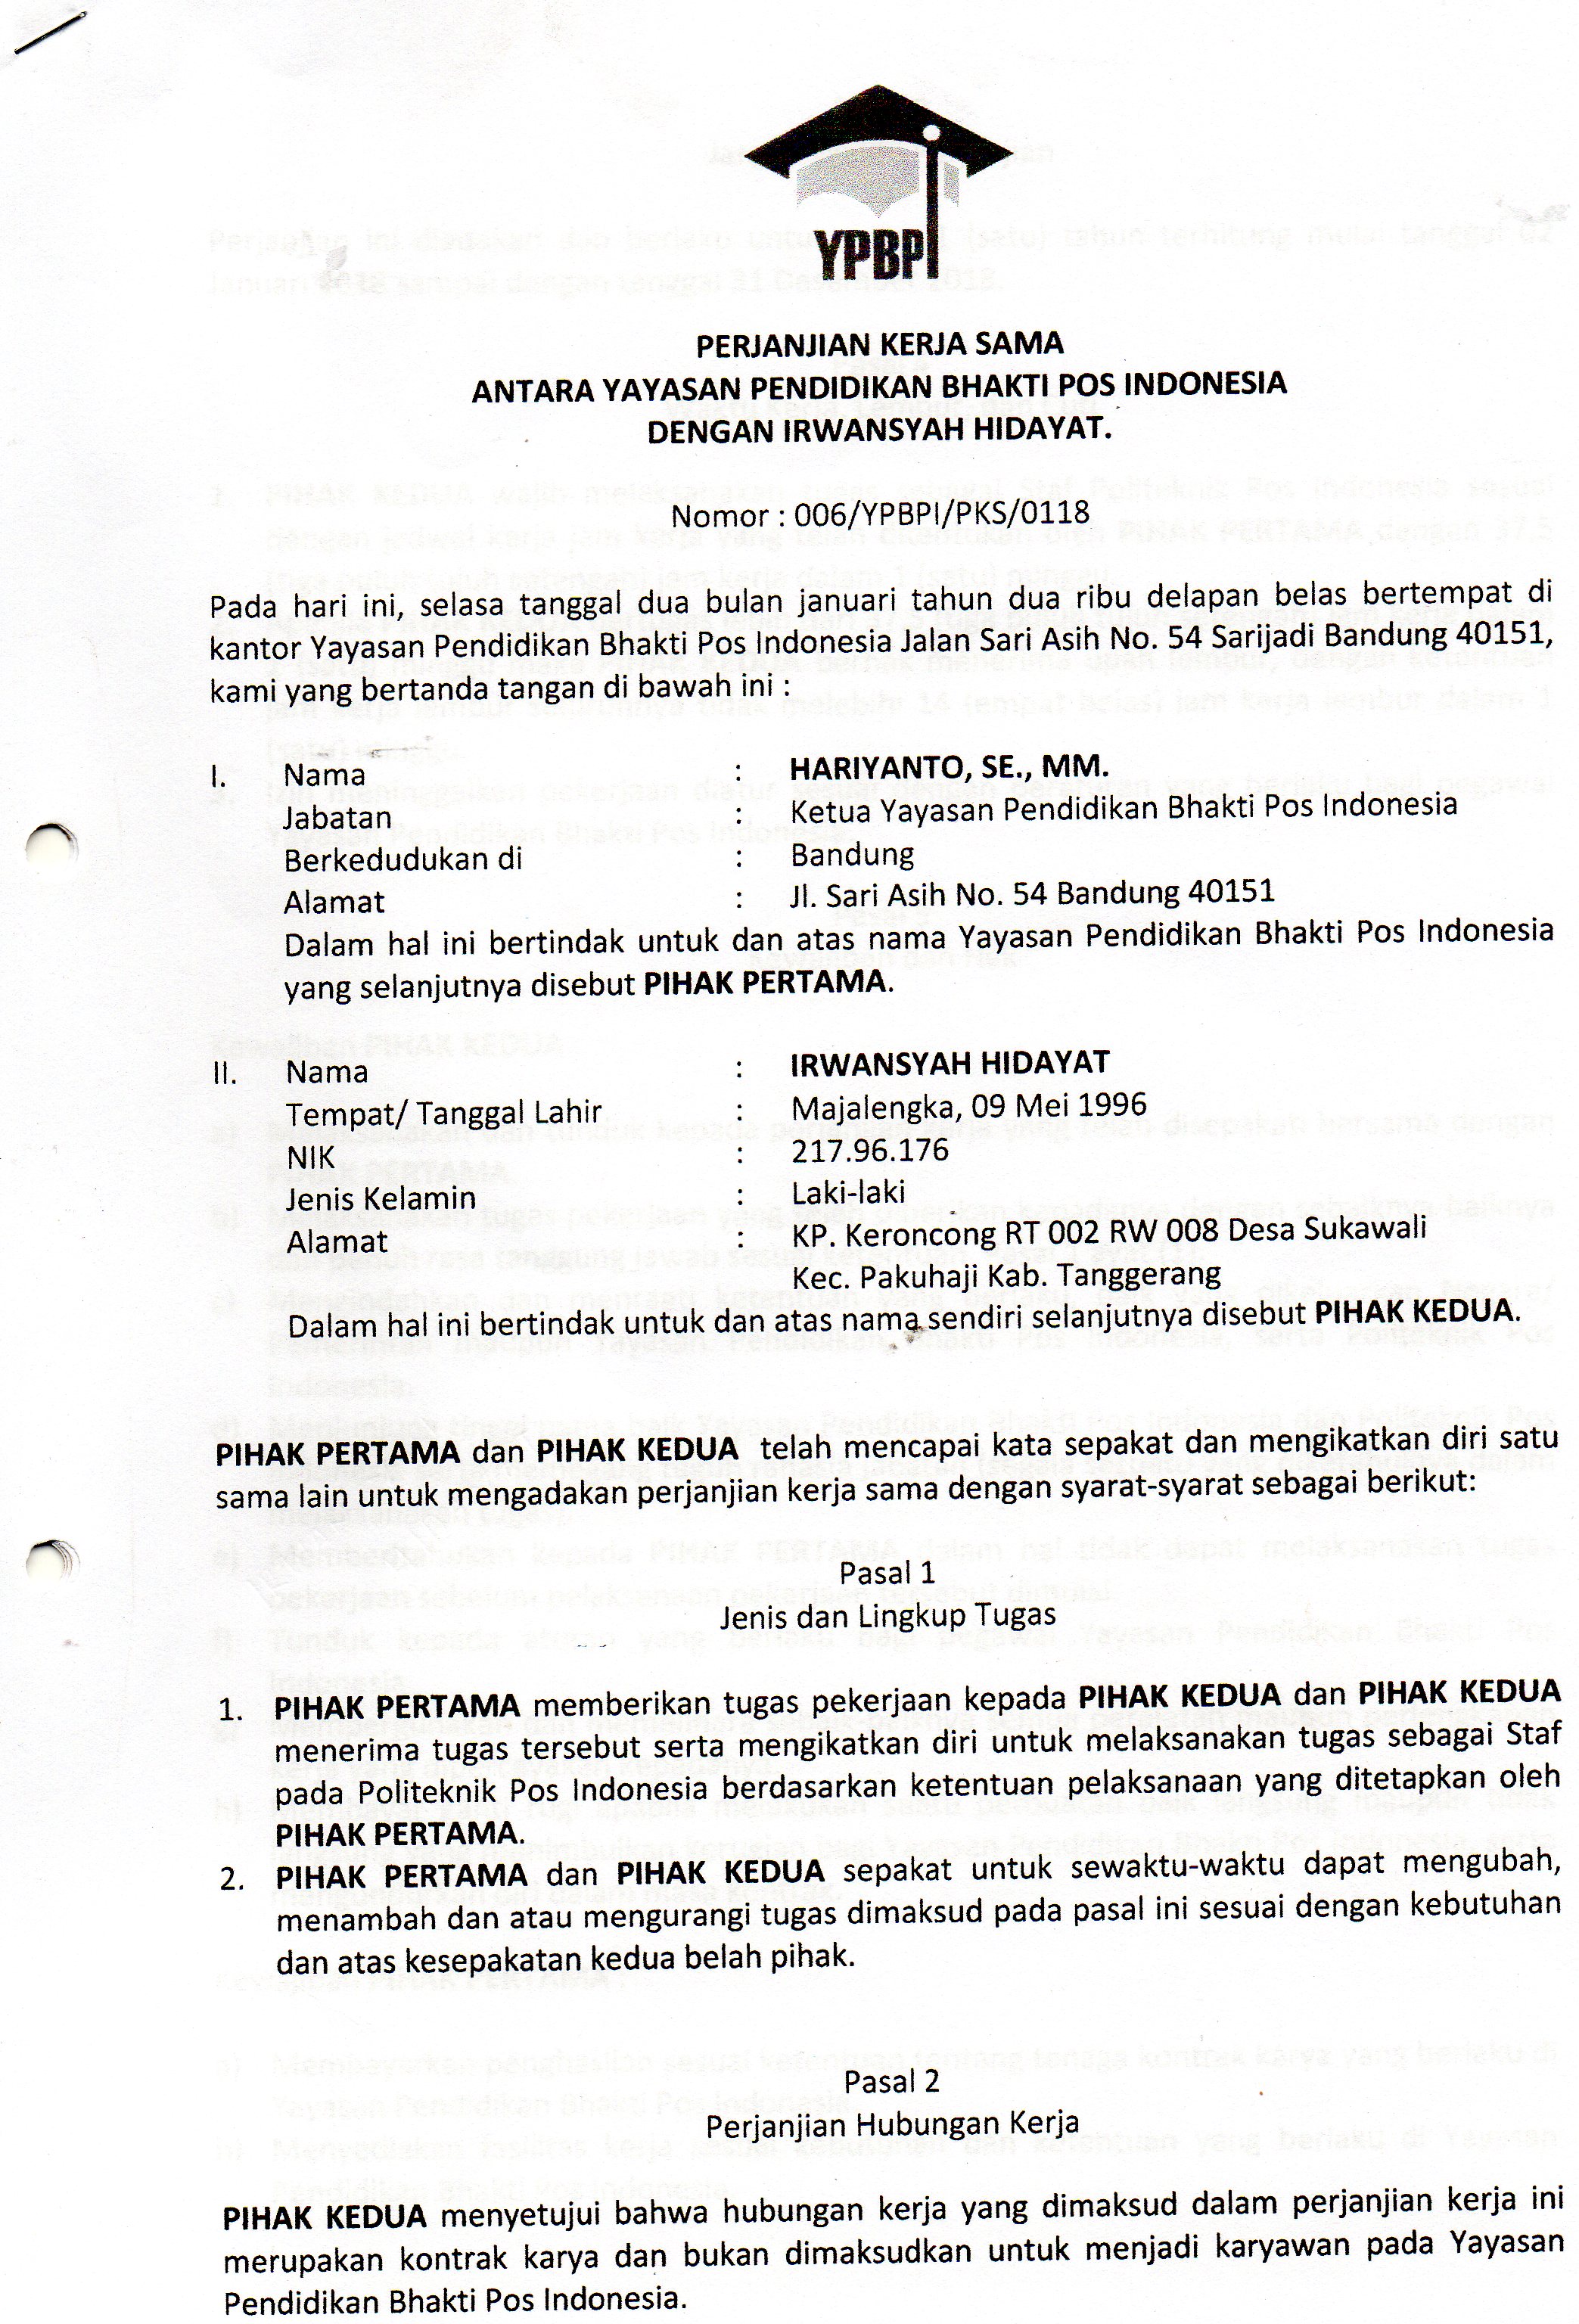 YPBPI
PERJANJIAN KERJA SAMA
ANTARA YAYASAN PENDIDIKAN BHAKTI POS INDONESIA
DENGAN IRWANSYAH HIDAYAT.
Nomor : 006/YPBPI/PKS/0118
Pada hari ini, selasa tanggal dua bulan januari tahun dua ribu delapan belas bertempat di
kantor Yayasan Pendidikan Bhakti Pos Indonesia Jalan Sari Asih No. 54 Sarijadi Bandung 40151,
kami yang bertanda tangan di bawah ini :
I. Nama : HARIYANTO, SE., MM.
Jabatan : Ketua Yayasan Pendidikan Bhakti Pos Indonesia
Berkedudukan di : Bandung
Alamat : Jl. Sari Asih No. 54 Bandung 40151
Dalam hal ini bertindak untuk dan atas nama Yayasan Pendidikan Bhakti Pos Indonesia
yang selanjutnya disebut PIHAK PERTAMA.
II. Nama : IRWANSYAH HIDAYAT
Tempat/ Tanggal Lahir : Majalengka, 09 Mei 1996
NIK : 217.96.176
Jenis Kelamin : Laki-laki
Alamat : KP. Keroncong RT 002 RW 008 Desa Sukawali
Kec. Pakuhaji Kab. Tanggerang
Dalam hal ini bertindak untuk dan atas nama sendiri selanjutnya disebut PIHAK KEDUA.
PIHAK PERTAMA dan PIHAK KEDUA telah mencapai kata sepakat dan mengikatkan diri satu
sama lain untuk mengadakan perjanjian kerja sama dengan syarat-syarat sebagai berikut:
Pasal 1
Jenis dan Lingkup Tugas
1. PIHAK PERTAMA memberikan tugas pekerjaan kepada PIHAK KEDUA dan PIHAK KEDUA
menerima tugas tersebut serta mengikatkan diri untuk melaksanakan tugas sebagai Staf
pada Politeknik Pos Indonesia berdasarkan ketentuan pelaksanaan yang ditetapkan oleh
PIHAK PERTAMA.
2. PIHAK PERTAMA dan PIHAK KEDUA sepakat untuk sewaktu-waktu dapat mengubah,
menambah dan atau mengurangi tugas dimaksud pada pasal ini sesuai dengan kebutuhan
dan atas kesepakatan kedua belah pihak.
Pasal 2
Perjanjian Hubungan Kerja
PIHAK KEDUA menyetujui bahwa hubungan kerja yang dimaksud dalam perjanjian kerja ini
merupakan kontrak karya dan bukan dimaksudkan untuk menjadi karyawan pada Yayasan
Pendidikan Bhakti Pos Indonesia.